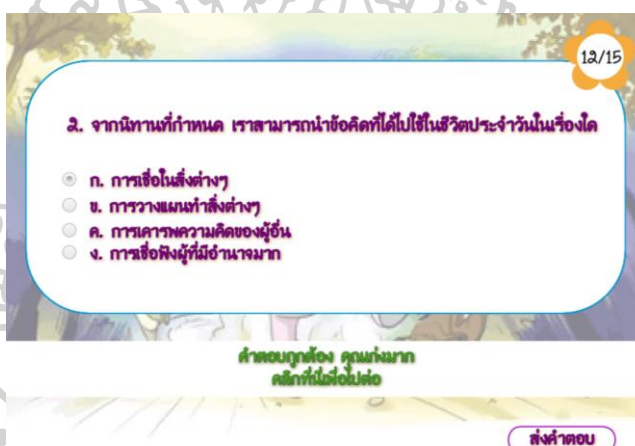 12/15
๒. จากนิทานที่กำหนด เราสามารถนำข้อคิดที่ได้ไปใช้ในชีวิตประจำวันในเรื่องใด
ก. การเชื่อในสิ่งต่างๆ
ข. การวางแผนทำสิ่งต่างๆ
ค. การเคารพความคิดของผู้อื่น
ง. การเชื่อฟังผู้ที่มีอำนาจมาก
คำตอบถูกต้อง คุณเก่งมาก
คลิกที่นี่เพื่อไปต่อ
ส่งคำตอบ